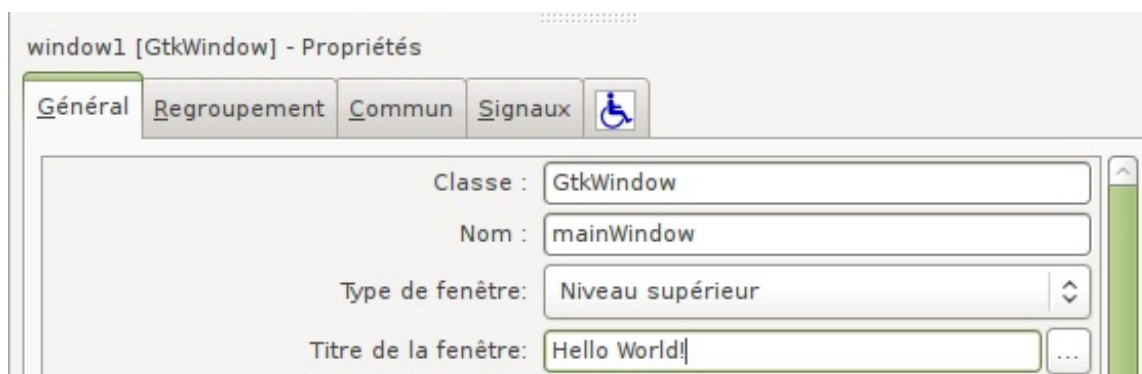 window1 [GtkWindow] - Propriétés
Général Regroupement Commun Signaux
Classe : GtkWindow
Nom : mainWindow
Type de fenêtre: Niveau supérieur
Titre de la fenêtre: Hello World! ...